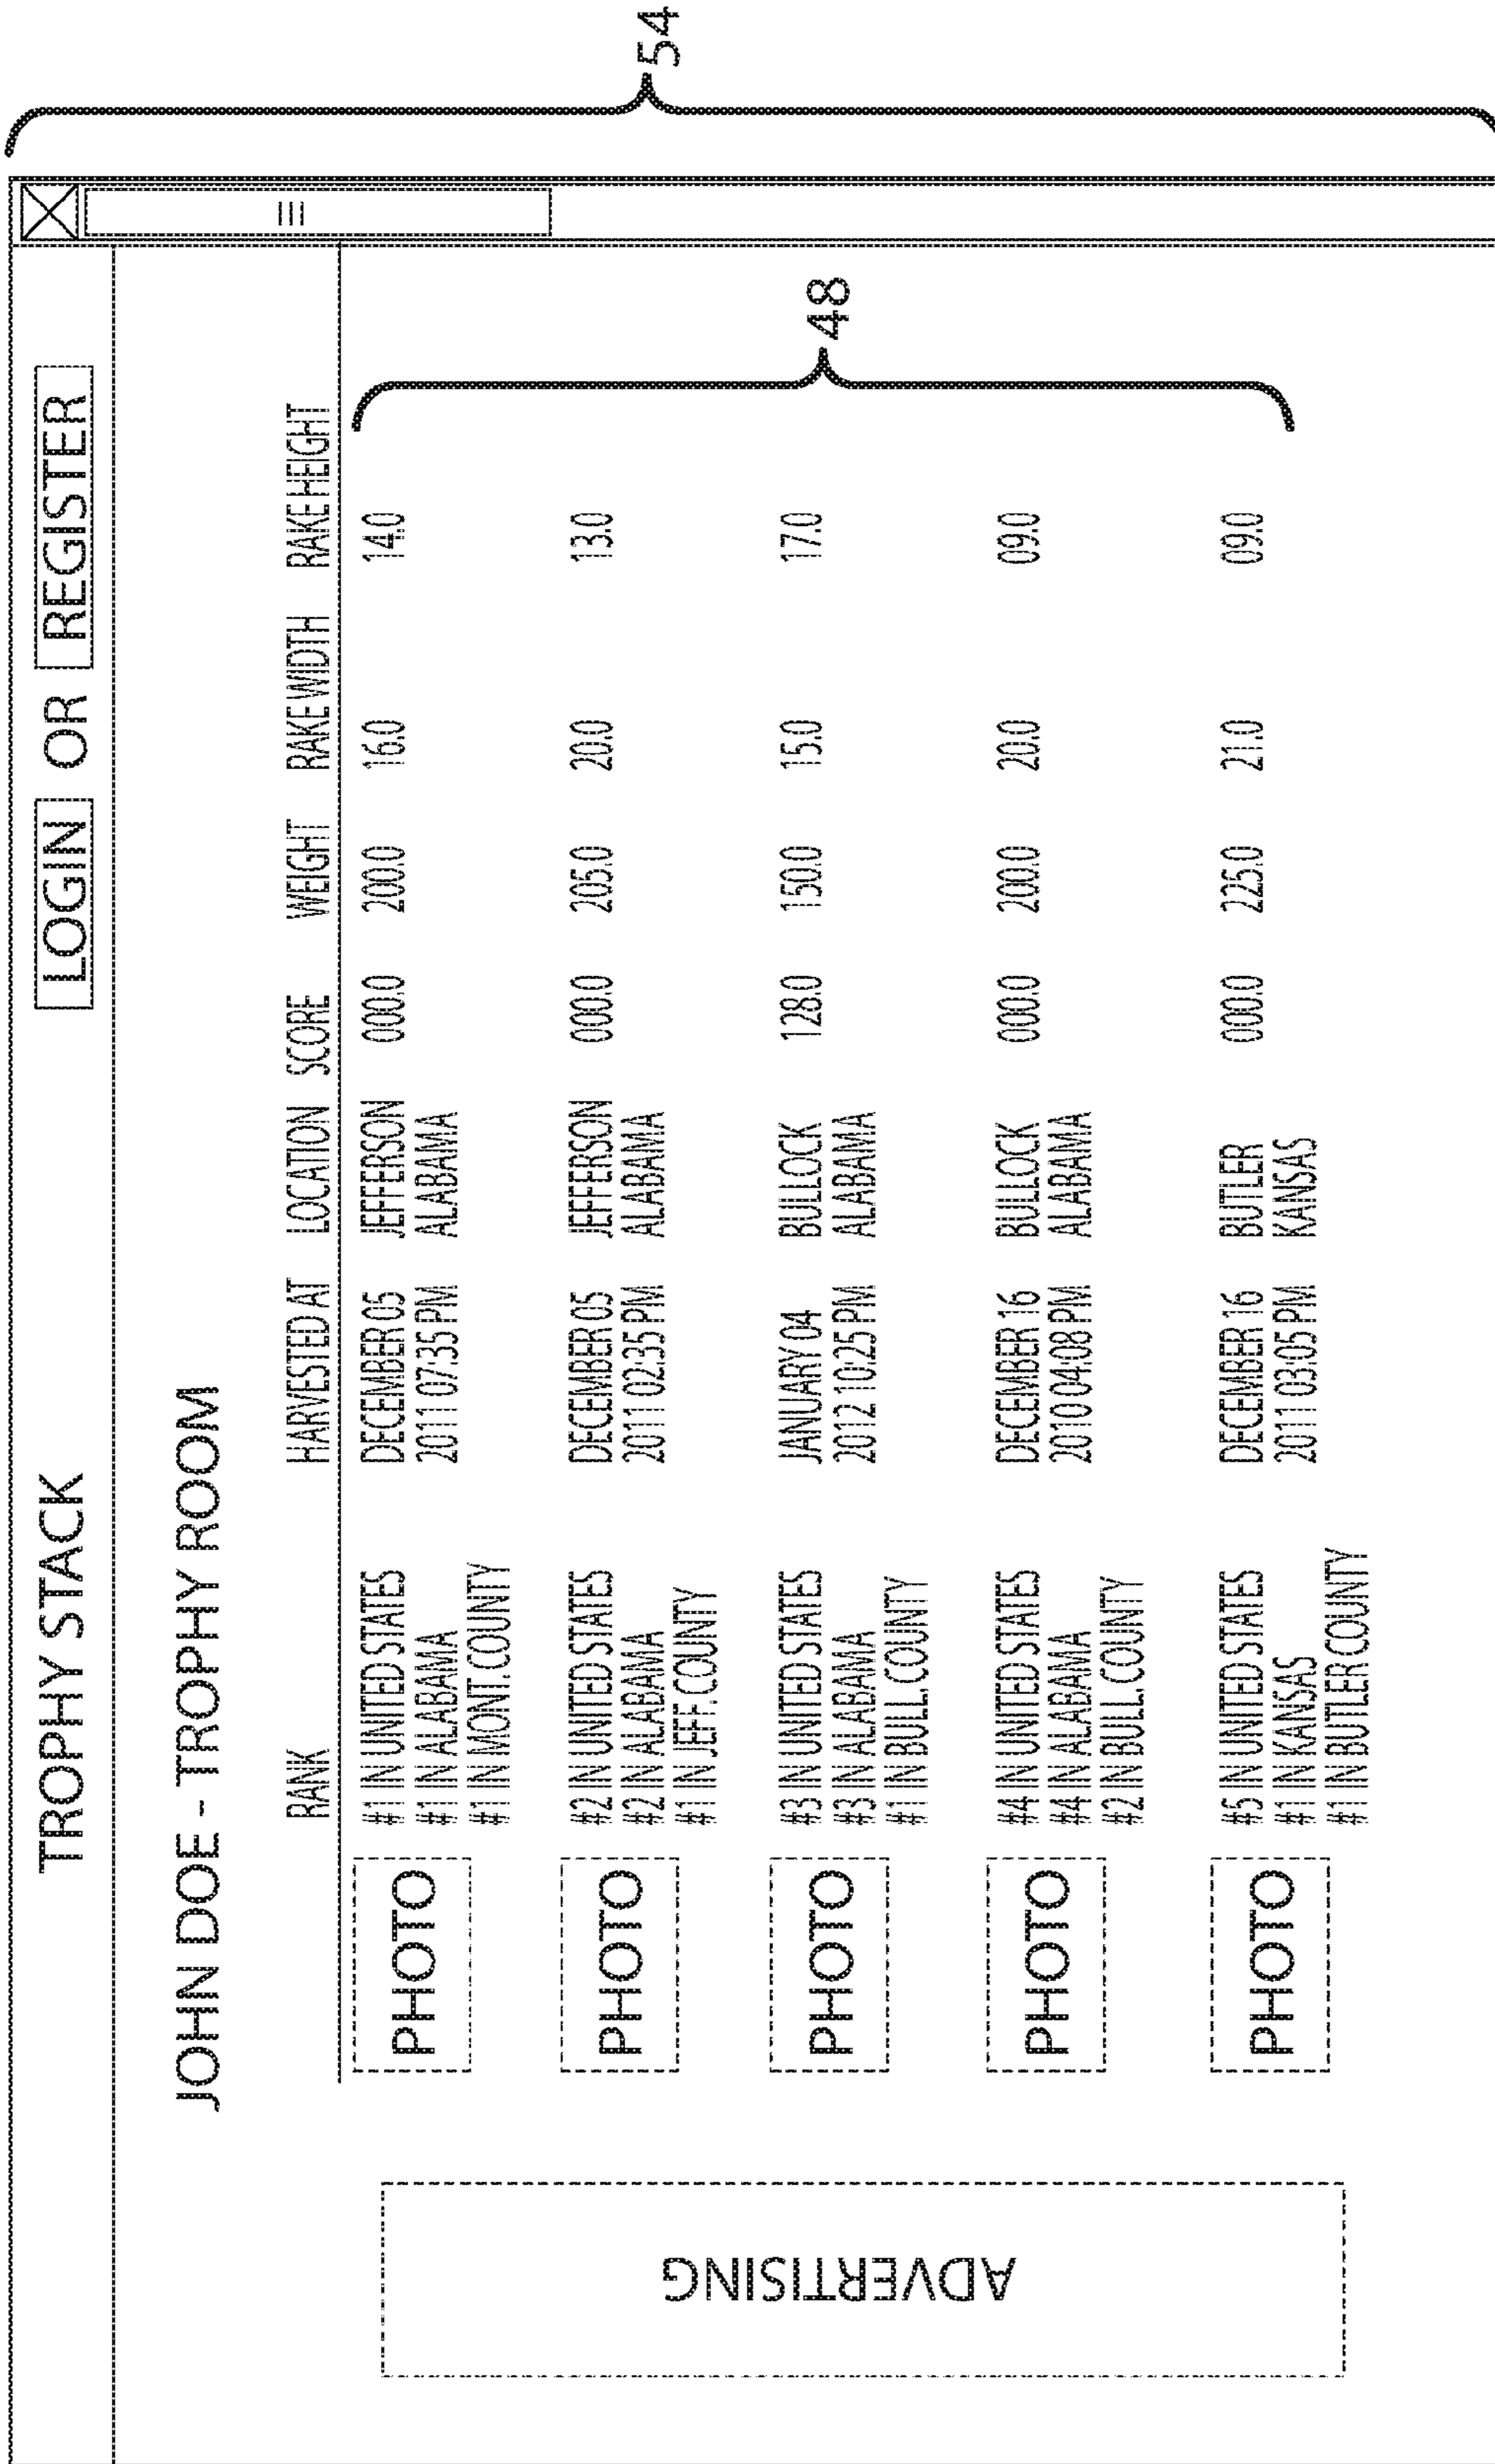 TROPHY STACK LOGIN OR REGISTER
JOHN DOE - TROPHY ROOM
RANK HARVESTED AT LOCATION SCORE WEIGHT RAKE WIDTH RAKE HEIGHT
PHOTO #1 IN UNITED STATES DECEMBER 05 JEFFERSON 000.0 200.0 16.0 14.0
#1 IN ALABAMA 2011 07:35 PM ALABAMA
#1 IN MONT. COUNTY
PHOTO #2 IN UNITED STATES DECEMBER 05 JEFFERSON 000.0 205.0 20.0 13.0
#2 IN ALABAMA 2011 02:35 PM ALABAMA
#1 IN JEFF. COUNTY
PHOTO #3 IN UNITED STATES JANUARY 04 BULLOCK 128.0 150.0 15.0 17.0
#3 IN ALABAMA 2012 10:25 PM ALABAMA
#1 IN BULL. COUNTY
PHOTO #4 IN UNITED STATES DECEMBER 16 BULLOCK 000.0 200.0 20.0 09.0
#4 IN ALABAMA 2010 04:08 PM ALABAMA
#2 IN BULL. COUNTY
PHOTO #5 IN UNITED STATES DECEMBER 16 BUTLER 000.0 225.0 21.0 09.0
#1 IN KANSAS 2011 03:05 PM KANSAS
#1 IN BUTLER COUNTY
ADVERTISING
48
54